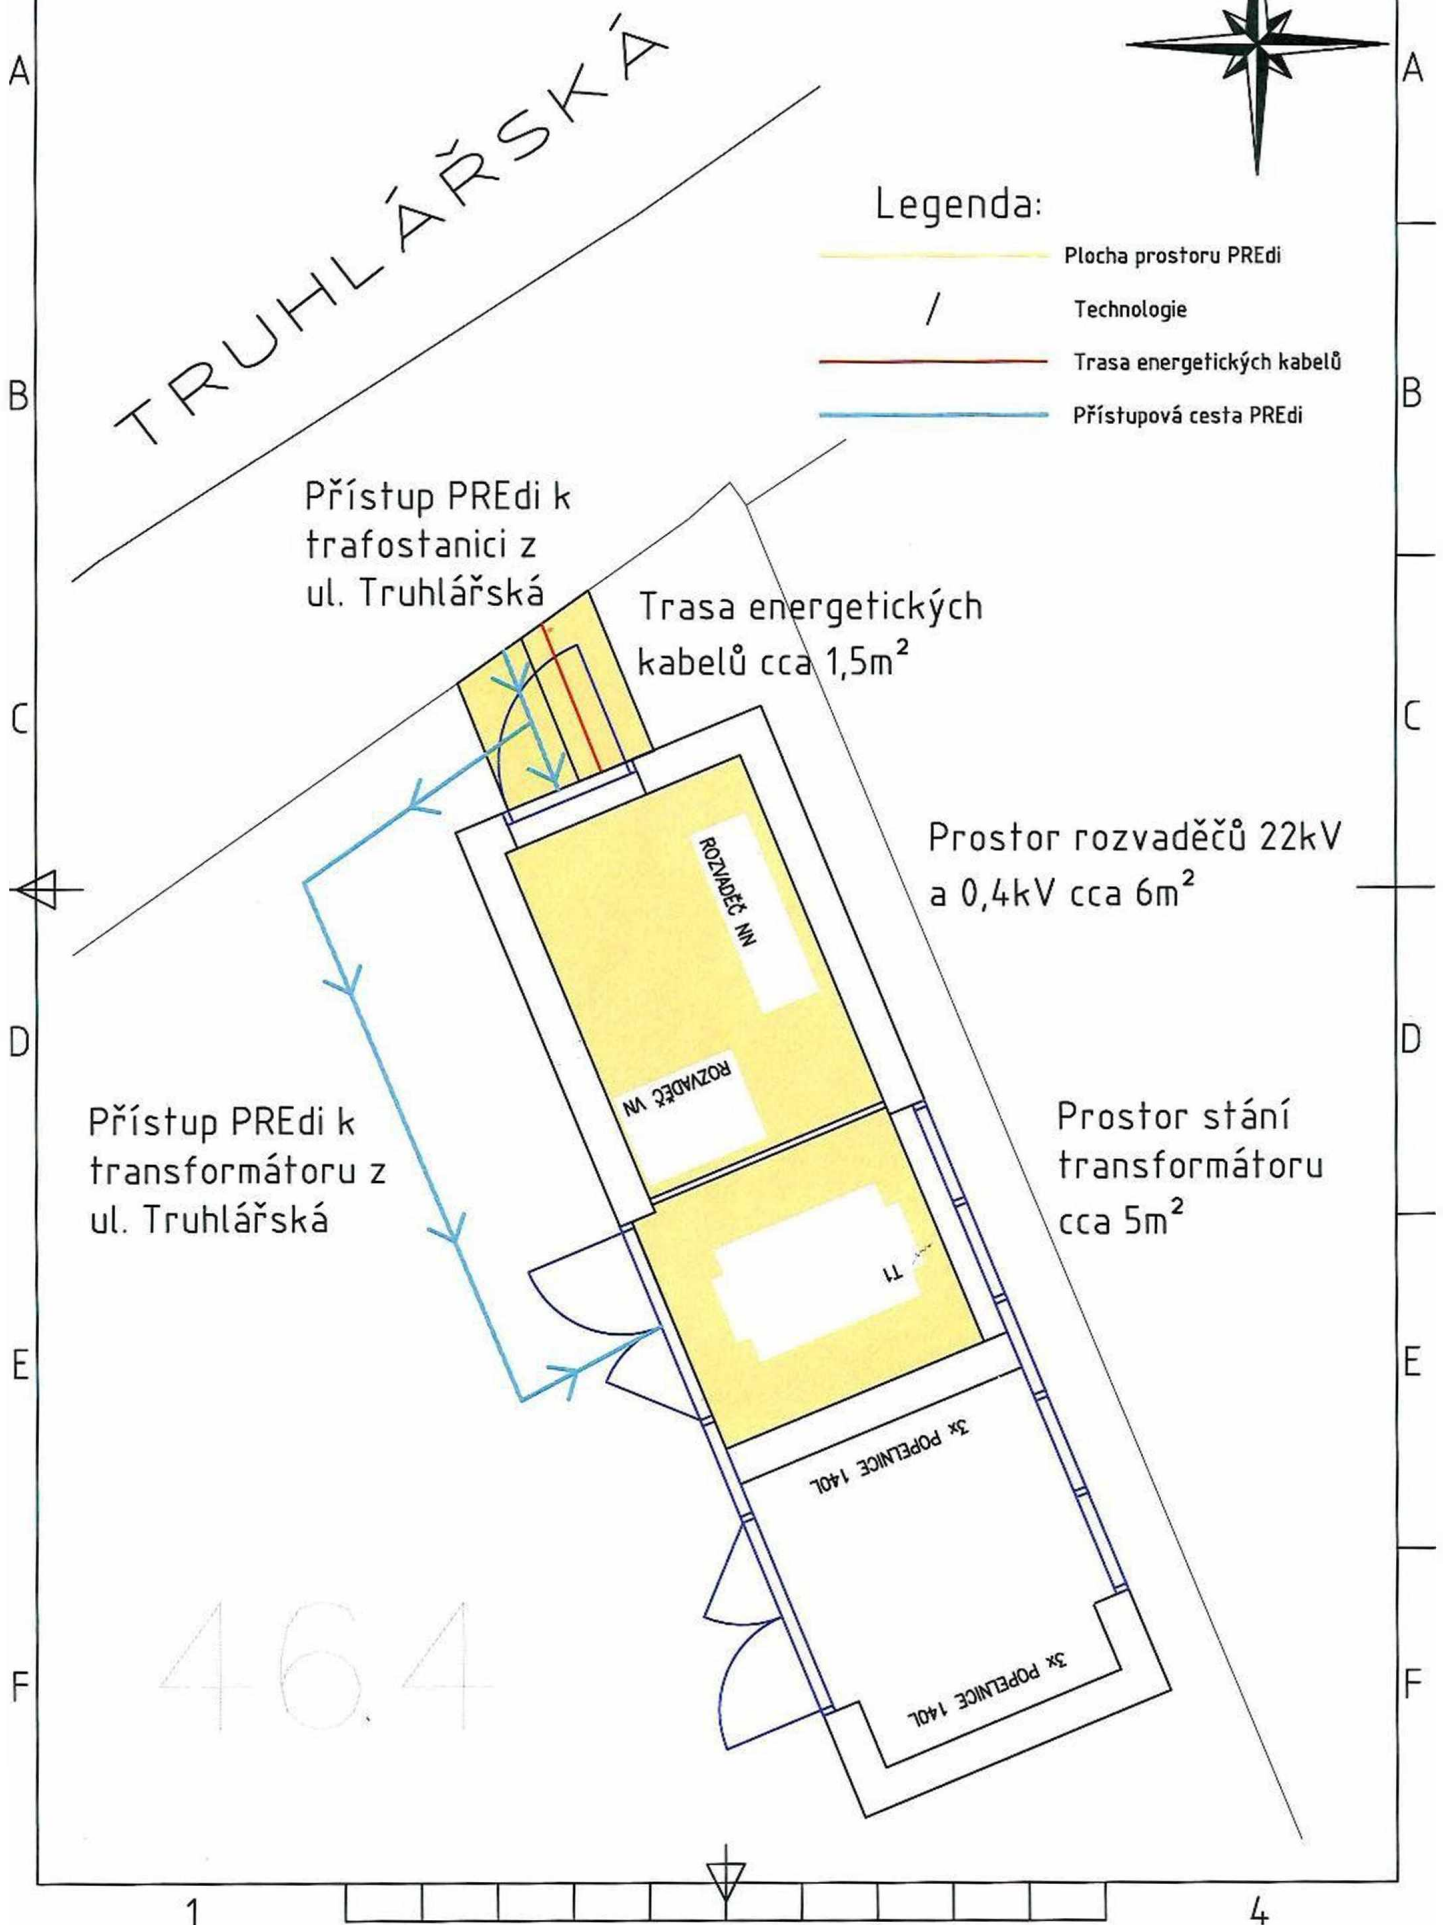 A
A
TRUHLÁŘSKÁ
Legenda:
Plocha prostoru PREdi
Technologie
Trasa energetických kabelů
Přístupová cesta PREdi
B
B
Přístup PREdi k
trafostanici z
ul. Truhlářská
Trasa energetických
kabelů cca 1,5m²
C
C
Prostor rozvaděčů 22kV
a 0,4kV cca 6m²
ROZVADĚČ NN
D
D
ROZVADĚČ VN
Přístup PREdi k
transformátoru z
ul. Truhlářská
Prostor stání
transformátoru
cca 5m²
T1
E
E
3x POPELNICE 140L
464
F
F
3x POPELNICE 140L
1
4